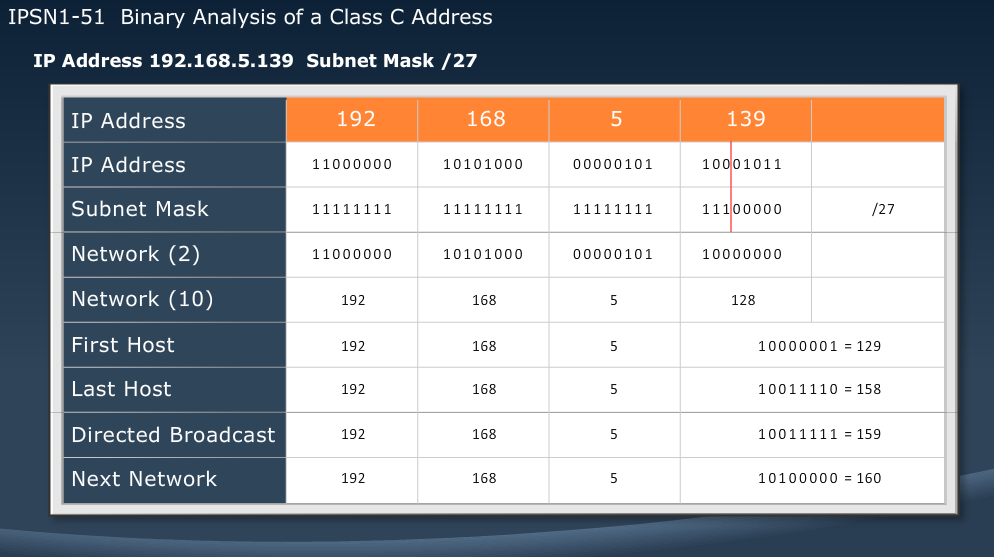 IPSN1-51 Binary Analysis of a Class C Address
IP Address 192.168.5.139 Subnet Mask /27
IP Address 192 168 5 139
IP Address 11000000 10101000 00000101 10001011
Subnet Mask 11111111 11111111 11111111 11100000 /27
Network (2) 11000000 10101000 00000101 10000000
Network (10) 192 168 5 128
First Host 192 168 5 10000001 = 129
Last Host 192 168 5 10011110 = 158
Directed Broadcast 192 168 5 10011111 = 159
Next Network 192 168 5 10100000 = 160